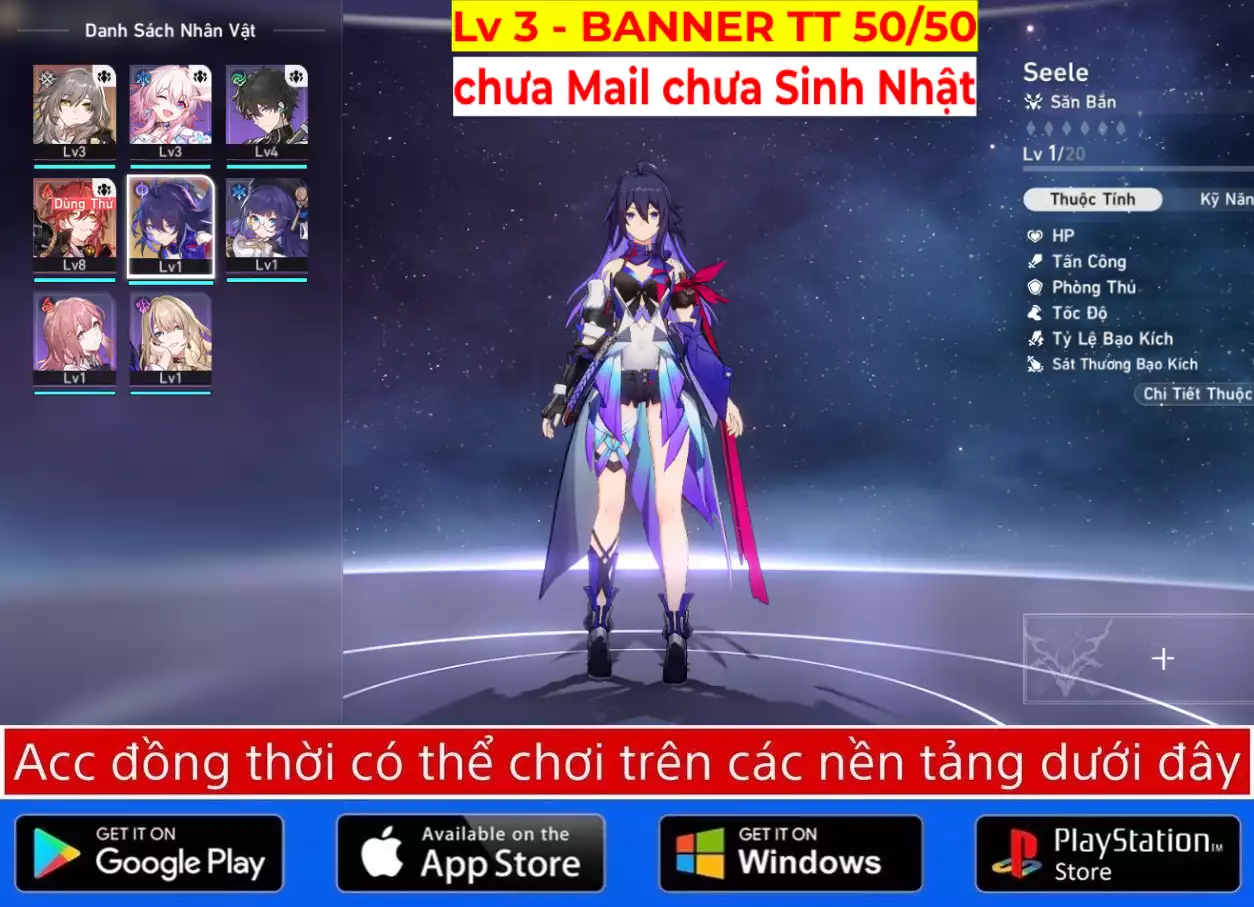 Danh Sách Nhân Vật
Lv 3 - BANNER TT 50/50
chưa Mail chưa Sinh Nhật
Lv3
Lv3
Lv4
Dùng Thử
Lv8
Lv1
Lv1
Lv1
Lv1
Seele
Săn Bắn
Lv 1/20
Thuộc Tính
Kỹ Năn
HP
Tấn Công
Phòng Thủ
Tốc Độ
Tỷ Lệ Bạo Kích
Sát Thương Bạo Kích
Chi Tiết Thuộc
Acc đồng thời có thể chơi trên các nền tảng dưới đây
GET IT ON
Google Play
Available on the
App Store
GET IT ON
Windows
PlayStation™
Store